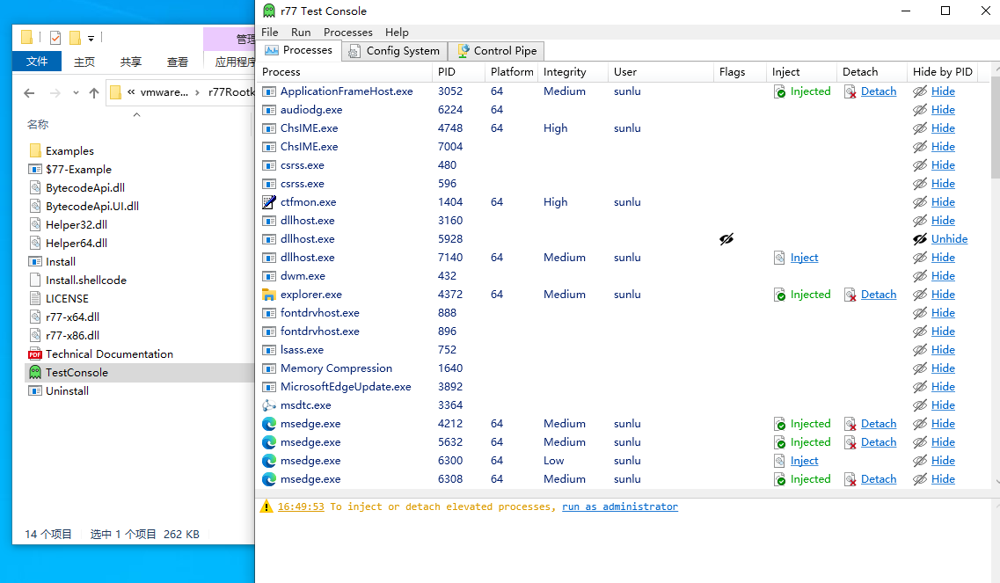 管理
文件 主页 共享 查看 应用程序
« vmware... › r77Rootk
名称
Examples
$77-Example
BytecodeApi.dll
BytecodeApi.UI.dll
Helper32.dll
Helper64.dll
Install
Install.shellcode
LICENSE
r77-x64.dll
r77-x86.dll
Technical Documentation
TestConsole
Uninstall
14 个项目 选中 1 个项目 262 KB
r77 Test Console
File Run Processes Help
Processes Config System Control Pipe
Process PID Platform Integrity User Flags Inject Detach Hide by PID
ApplicationFrameHost.exe 3052 64 Medium sunlu Injected Detach Hide
audiodg.exe 6224 64 Hide
ChsIME.exe 4748 64 High sunlu Hide
ChsIME.exe 7004 Hide
csrss.exe 480 Hide
csrss.exe 596 Hide
ctfmon.exe 1404 64 High sunlu Hide
dllhost.exe 3160 Hide
dllhost.exe 5928 Unhide
dllhost.exe 7140 64 Medium sunlu Inject Hide
dwm.exe 432 Hide
explorer.exe 4372 64 Medium sunlu Injected Detach Hide
fontdrvhost.exe 888 Hide
fontdrvhost.exe 896 Hide
lsass.exe 752 Hide
Memory Compression 1640 Hide
MicrosoftEdgeUpdate.exe 3892 Hide
msdtc.exe 3364 Hide
msedge.exe 4212 64 Medium sunlu Injected Detach Hide
msedge.exe 5632 64 Medium sunlu Injected Detach Hide
msedge.exe 6300 64 Low sunlu Inject Hide
msedge.exe 6308 64 Medium sunlu Injected Detach Hide
16:49:53 To inject or detach elevated processes, run as administrator